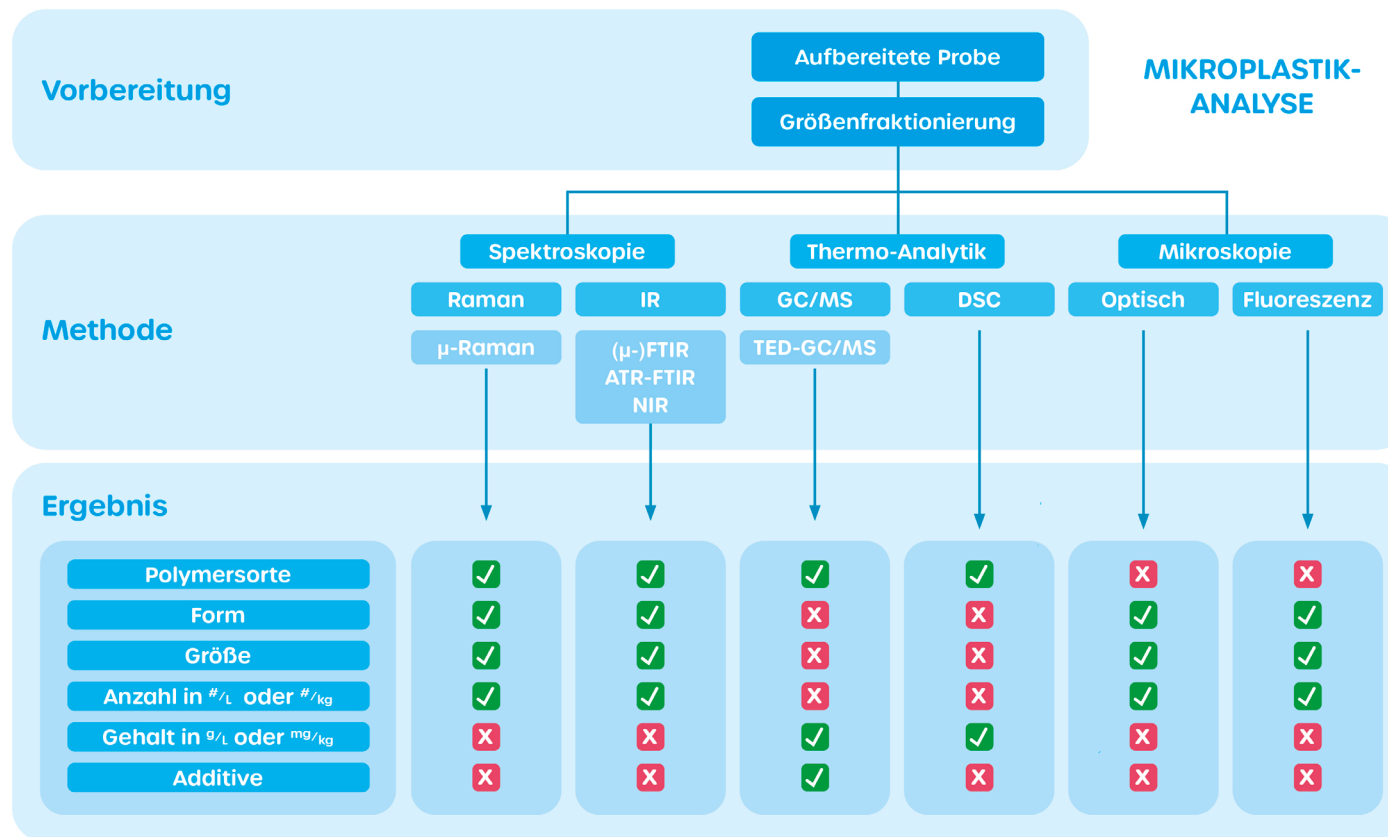 Vorbereitung
Aufbereitete Probe
Größenfraktionierung
MIKROPLASTIK-
ANALYSE
Methode
Spektroskopie
Thermo-Analytik
Mikroskopie
Raman
IR
GC/MS
DSC
Optisch
Fluoreszenz
µ-Raman
(µ-)FTIR
ATR-FTIR
NIR
TED-GC/MS
Ergebnis
Polymersorte
Form
Größe
Anzahl in #/L oder #/kg
Gehalt in g/L oder mg/kg
Additive